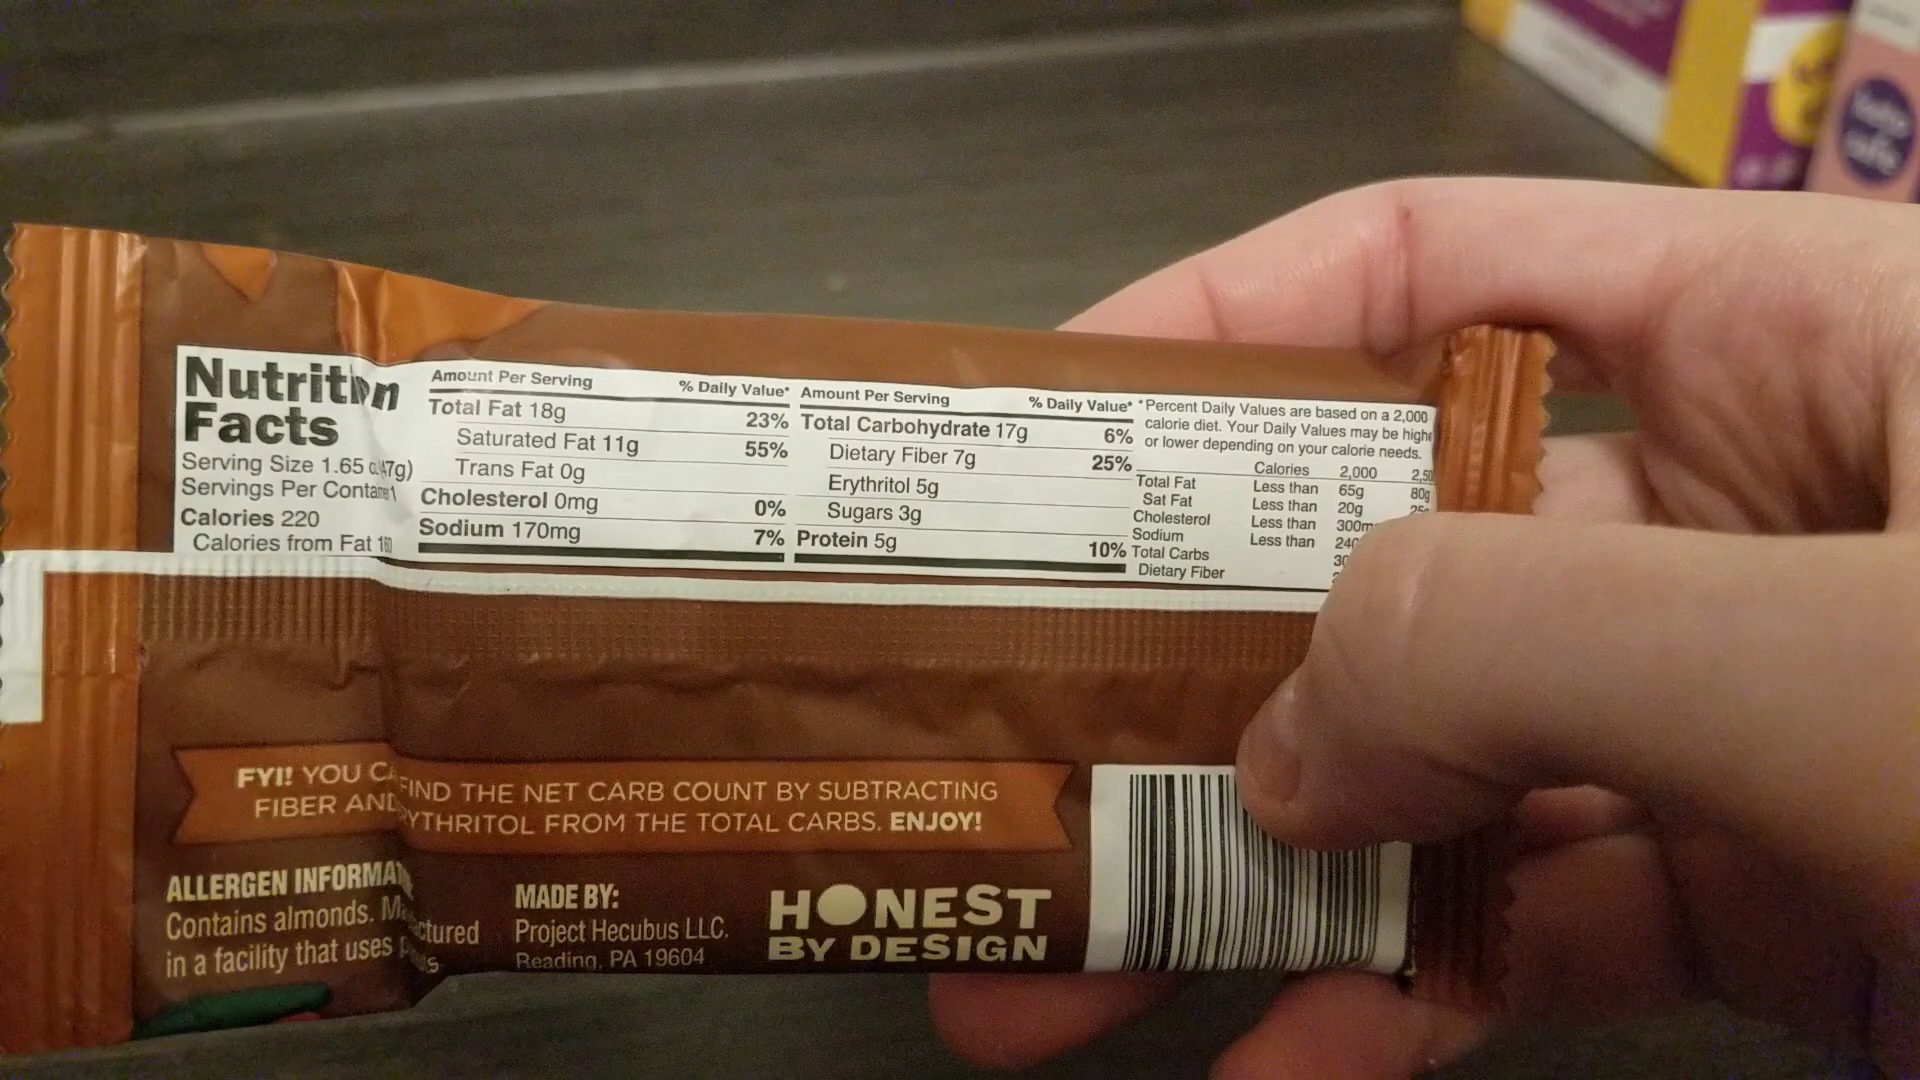 Nutrition
Facts
Serving Size 1.65 (47g)
Servings Per Container 1
Calories 220
Calories from Fat 160
Amount Per Serving % Daily Value*
Total Fat 18g 23%
Saturated Fat 11g 55%
Trans Fat 0g
Cholesterol 0mg 0%
Sodium 170mg 7%
Amount Per Serving % Daily Value*
Total Carbohydrate 17g 6%
Dietary Fiber 7g 25%
Erythritol 5g
Sugars 3g
Protein 5g 10%
*Percent Daily Values are based on a 2,000
calorie diet. Your Daily Values may be highe
or lower depending on your calorie needs.
Calories 2,000 2,50
Total Fat Less than 65g 80g
Sat Fat Less than 20g 25g
Cholesterol Less than 300m
Sodium Less than 240
Total Carbs 30
Dietary Fiber
FYI! YOU CA FIND THE NET CARB COUNT BY SUBTRACTING
FIBER AND ERYTHRITOL FROM THE TOTAL CARBS. ENJOY!
ALLERGEN INFORMAT
Contains almonds. Ma ctured
in a facility that uses
MADE BY:
Project Hecubus LLC.
Reading, PA 19604
HONEST
BY DESIGN